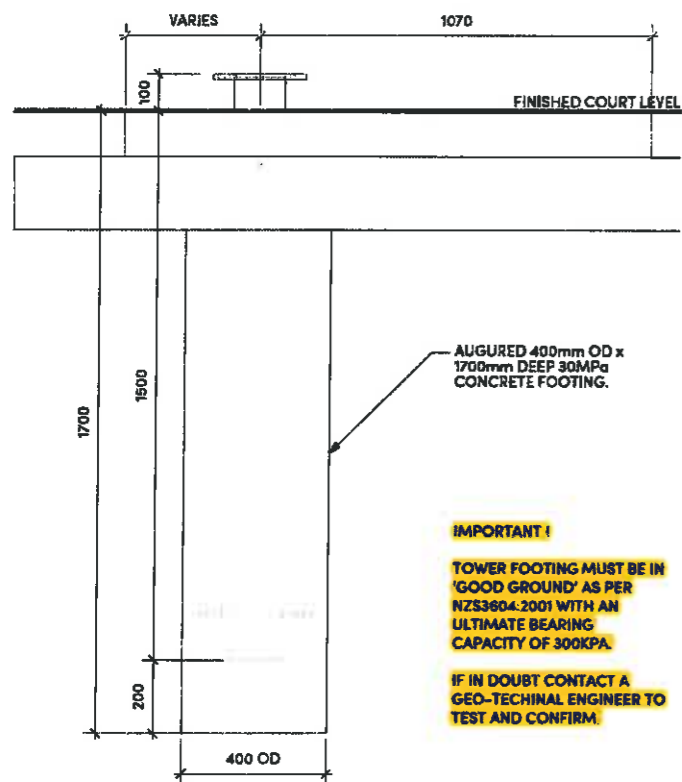 VARIES
1070
100
FINISHED COURT LEVEL
AUGURED 400mm OD x
1700mm DEEP 30MPa
CONCRETE FOOTING.
1500
1700
IMPORTANT !
TOWER FOOTING MUST BE IN
'GOOD GROUND' AS PER
NZS3604:2001 WITH AN
ULTIMATE BEARING
CAPACITY OF 300KPA.
IF IN DOUBT CONTACT A
GEO-TECHINAL ENGINEER TO
TEST AND CONFIRM.
200
400 OD